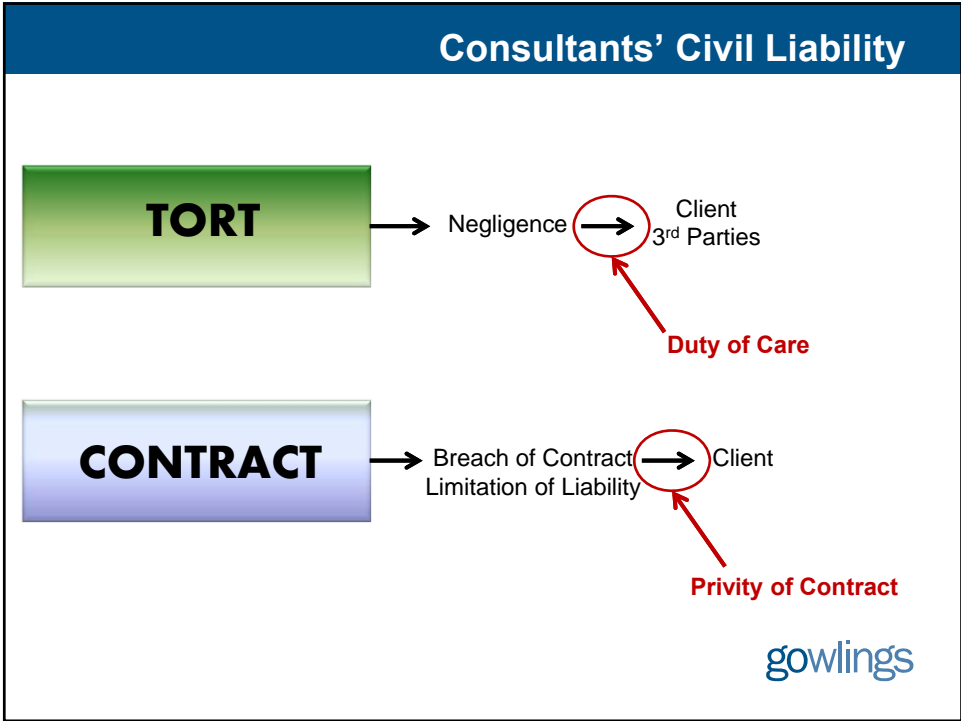 Consultants’ Civil Liability
TORT
Negligence
Client
3rd Parties
Duty of Care
CONTRACT
Breach of Contract
Limitation of Liability
Client
Privity of Contract
gowlings